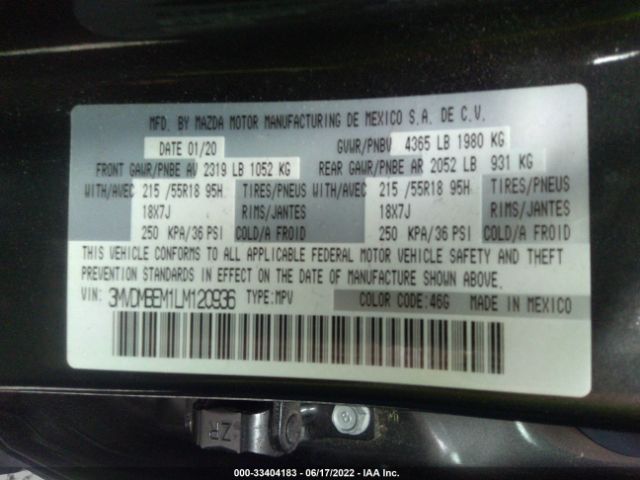 MFD. BY MAZDA MOTOR MANUFACTURING DE MEXICO S.A. DE C.V.
DATE 01/20 GVWR/PNBV 4365 LB 1980 KG
FRONT GAWR/PNBE AV 2319 LB 1052 KG REAR GAWR/PNBE AR 2052 LB 931 KG
WITH/AVEC 215 /55R18 95H TIRES/PNEUS WITH/AVEC 215 /55R18 95H TIRES/PNEUS
18X7J RIMS/JANTES 18X7J RIMS/JANTES
250 KPA/36 PSI COLD/A FROID 250 KPA/36 PSI COLD/A FROID
THIS VEHICLE CONFORMS TO ALL APPLICABLE FEDERAL MOTOR VEHICLE SAFETY AND THEFT
PREVENTION STANDARDS IN EFFECT ON THE DATE OF MANUFACTURE SHOWN ABOVE.
VIN: 3MVDMBEM1LM120936 TYPE:MPV COLOR CODE:46G MADE IN MEXICO
ZR
8
000-33404183 - 06/17/2022 - IAA Inc.